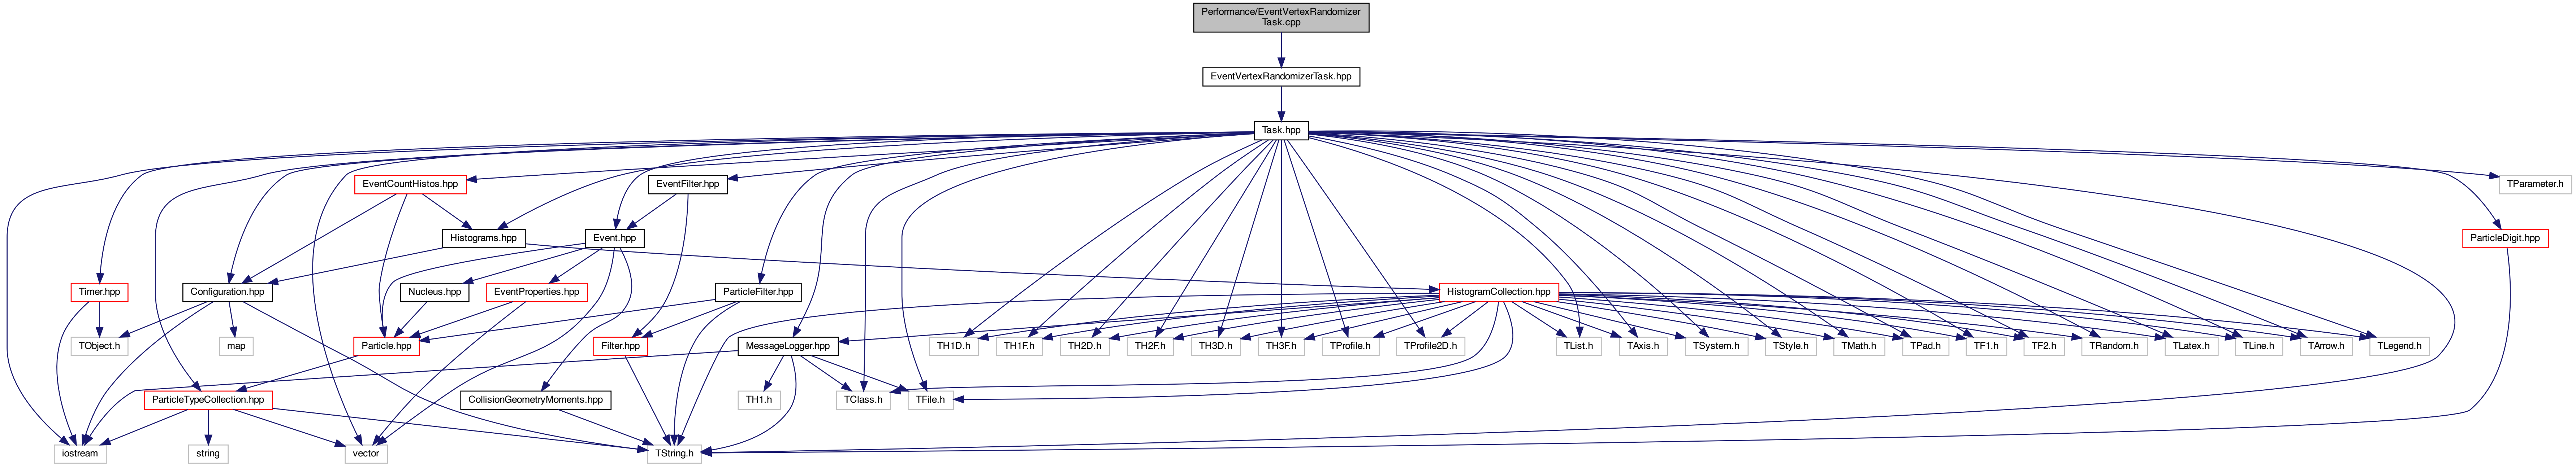 Performance/EventVertexRandomizer
Task.cpp
EventVertexRandomizerTask.hpp
Task.hpp
EventCountHistos.hpp
EventFilter.hpp
TParameter.h
Histograms.hpp
Event.hpp
ParticleDigit.hpp
Timer.hpp
Configuration.hpp
Nucleus.hpp
EventProperties.hpp
ParticleFilter.hpp
HistogramCollection.hpp
TObject.h
map
Particle.hpp
Filter.hpp
MessageLogger.hpp
TH1D.h
TH1F.h
TH2D.h
TH2F.h
TH3D.h
TH3F.h
TProfile.h
TProfile2D.h
TList.h
TAxis.h
TSystem.h
TStyle.h
TMath.h
TPad.h
TF1.h
TF2.h
TRandom.h
TLatex.h
TLine.h
TArrow.h
TLegend.h
ParticleTypeCollection.hpp
CollisionGeometryMoments.hpp
TH1.h
TClass.h
TFile.h
iostream
string
vector
TString.h